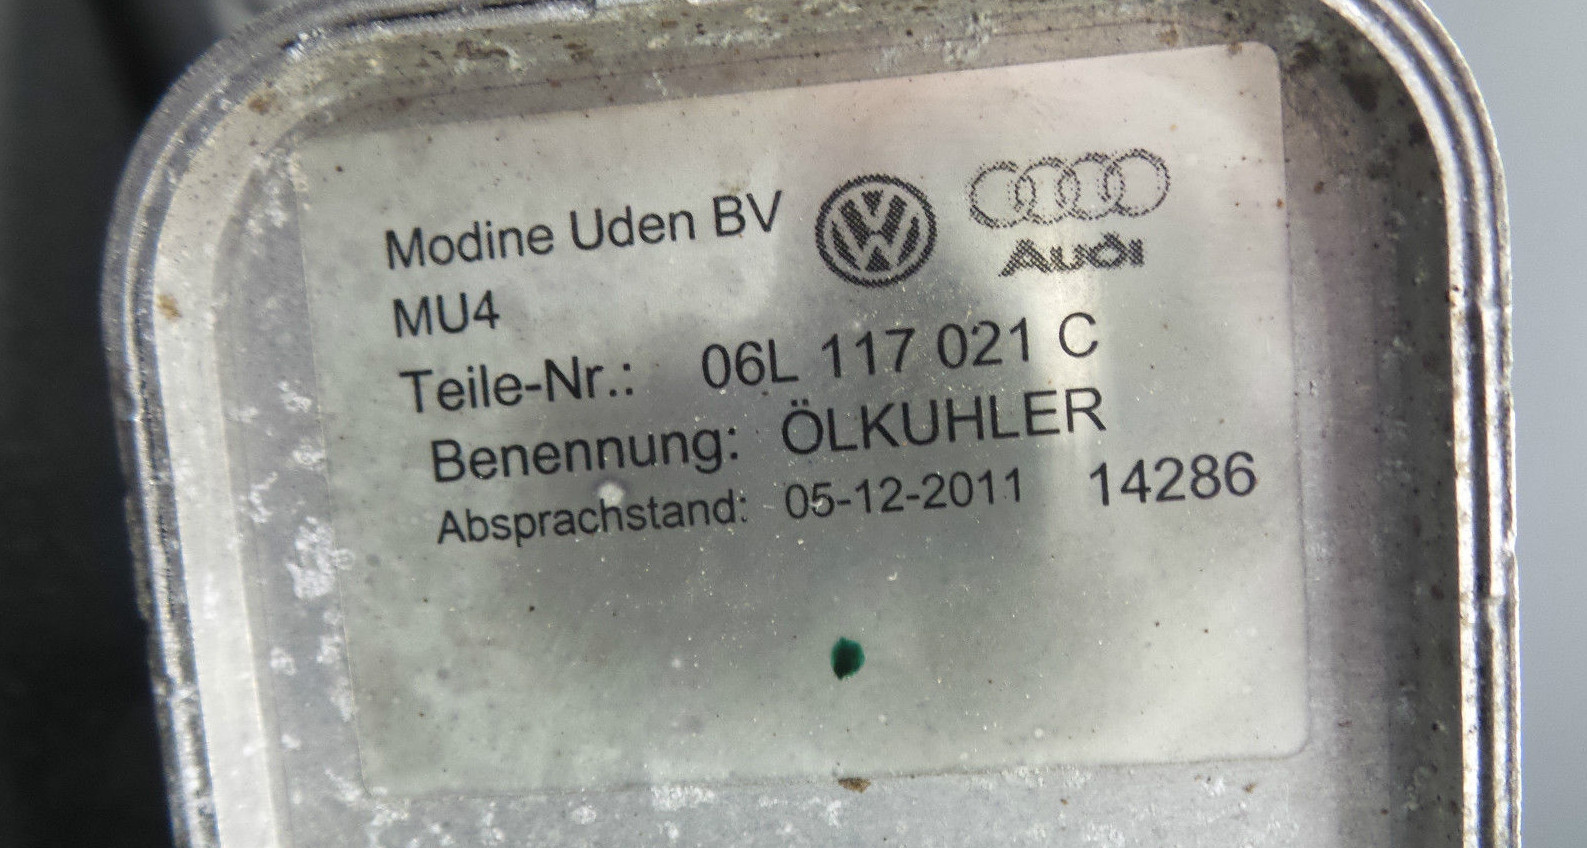 Modine Uden BV
Audi
MU4
Teile-Nr.: 06L 117 021 C
Benennung: ÖLKUHLER
Absprachstand: 05-12-2011 14286